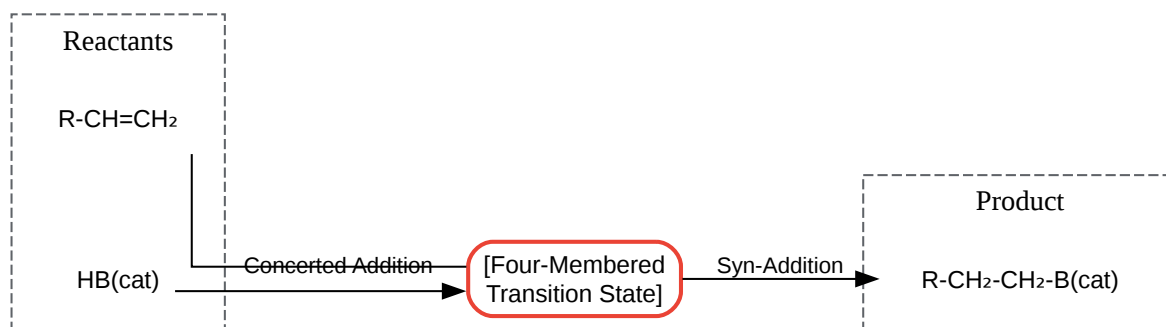 Reactants
R-CH=CH₂
HB(cat)
Concerted Addition
[Four-Membered
Transition State]
Syn-Addition
Product
R-CH₂-CH₂-B(cat)